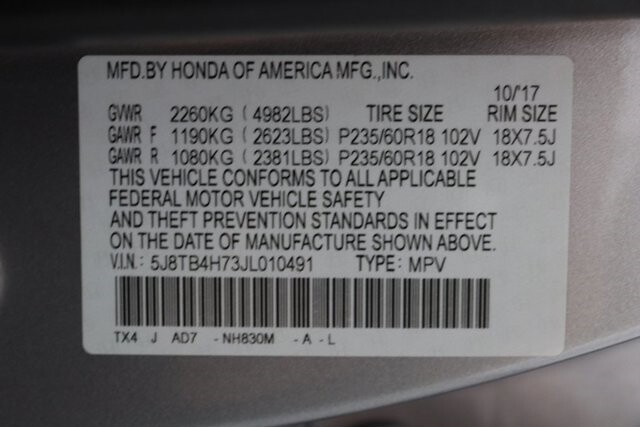 MFD.BY HONDA OF AMERICA MFG.,INC.
10/'17
GVWR 2260KG ( 4982LBS) TIRE SIZE RIM SIZE
GAWR F 1190KG ( 2623LBS) P235/60R18 102V 18X7.5J
GAWR R 1080KG ( 2381LBS) P235/60R18 102V 18X7.5J
THIS VEHICLE CONFORMS TO ALL APPLICABLE
FEDERAL MOTOR VEHICLE SAFETY
AND THEFT PREVENTION STANDARDS IN EFFECT
ON THE DATE OF MANUFACTURE SHOWN ABOVE.
V.I.N.: 5J8TB4H73JL010491 TYPE: MPV
TX4 J AD7 -NH830M -A-L